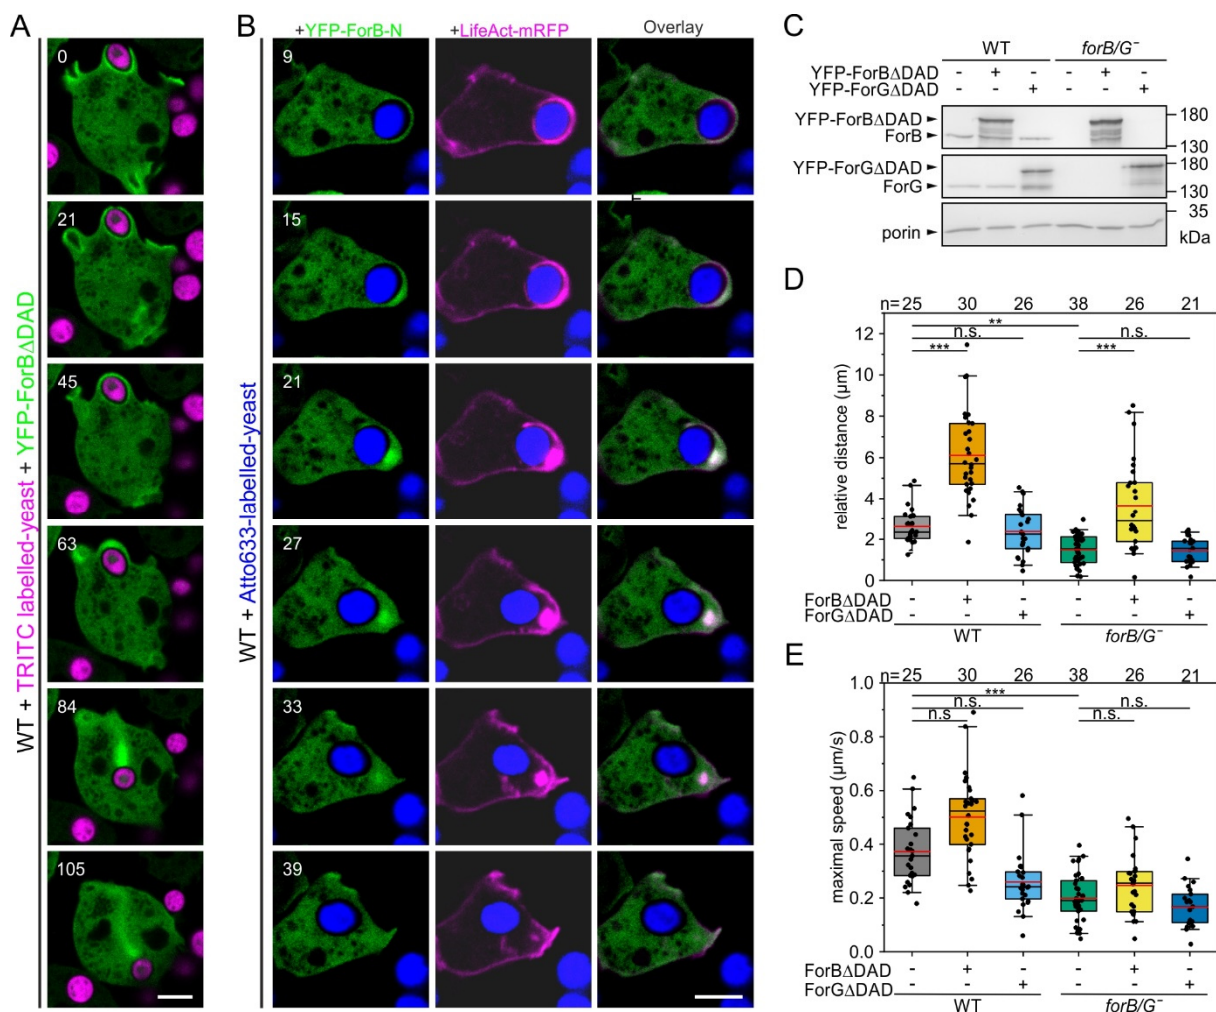 A
WT + TRITC labelled-yeast + YFP-ForBΔDAD
0
21
45
63
84
105
B
+YFP-ForB-N
+LifeAct-mRFP
Overlay
WT + Atto633-labelled-yeast
9
15
21
27
33
39
C
WT forB/G⁻
YFP-ForBΔDAD - + - - + -
YFP-ForGΔDAD - - + - - +
YFP-ForBΔDAD
ForB
180
130
YFP-ForGΔDAD
ForG
180
130
35
porin
kDa
D
n= 25 30 26 38 26 21
**
n.s. n.s.
*** ***
relative distance (µm)
12
10
8
6
4
2
0
ForBΔDAD - + - - + -
ForGΔDAD - - + - - +
WT forB/G⁻
E
n= 25 30 26 38 26 21
***
n.s. n.s.
n.s n.s.
maximal speed (µm/s)
1.0
0.8
0.6
0.4
0.2
0.0
ForBΔDAD - + - - + -
ForGΔDAD - - + - - +
WT forB/G⁻